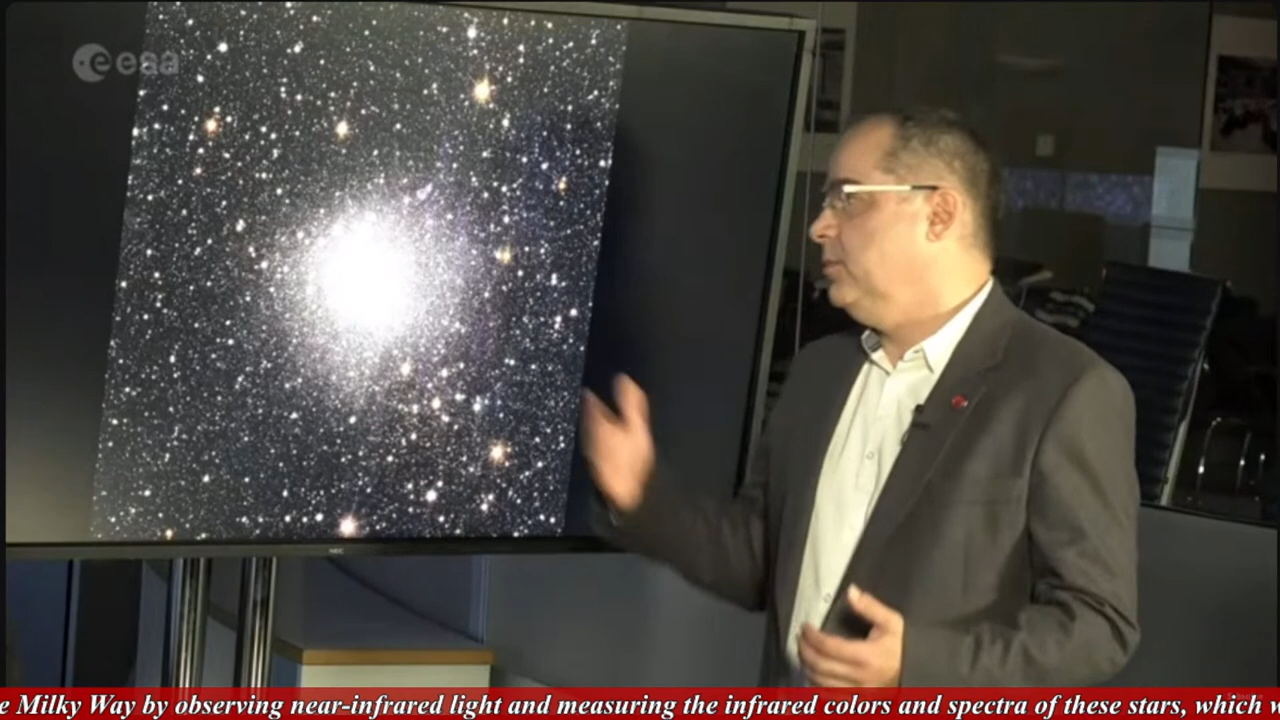 esa
NEC
e Milky Way by observing near-infrared light and measuring the infrared colors and spectra of these stars, which w